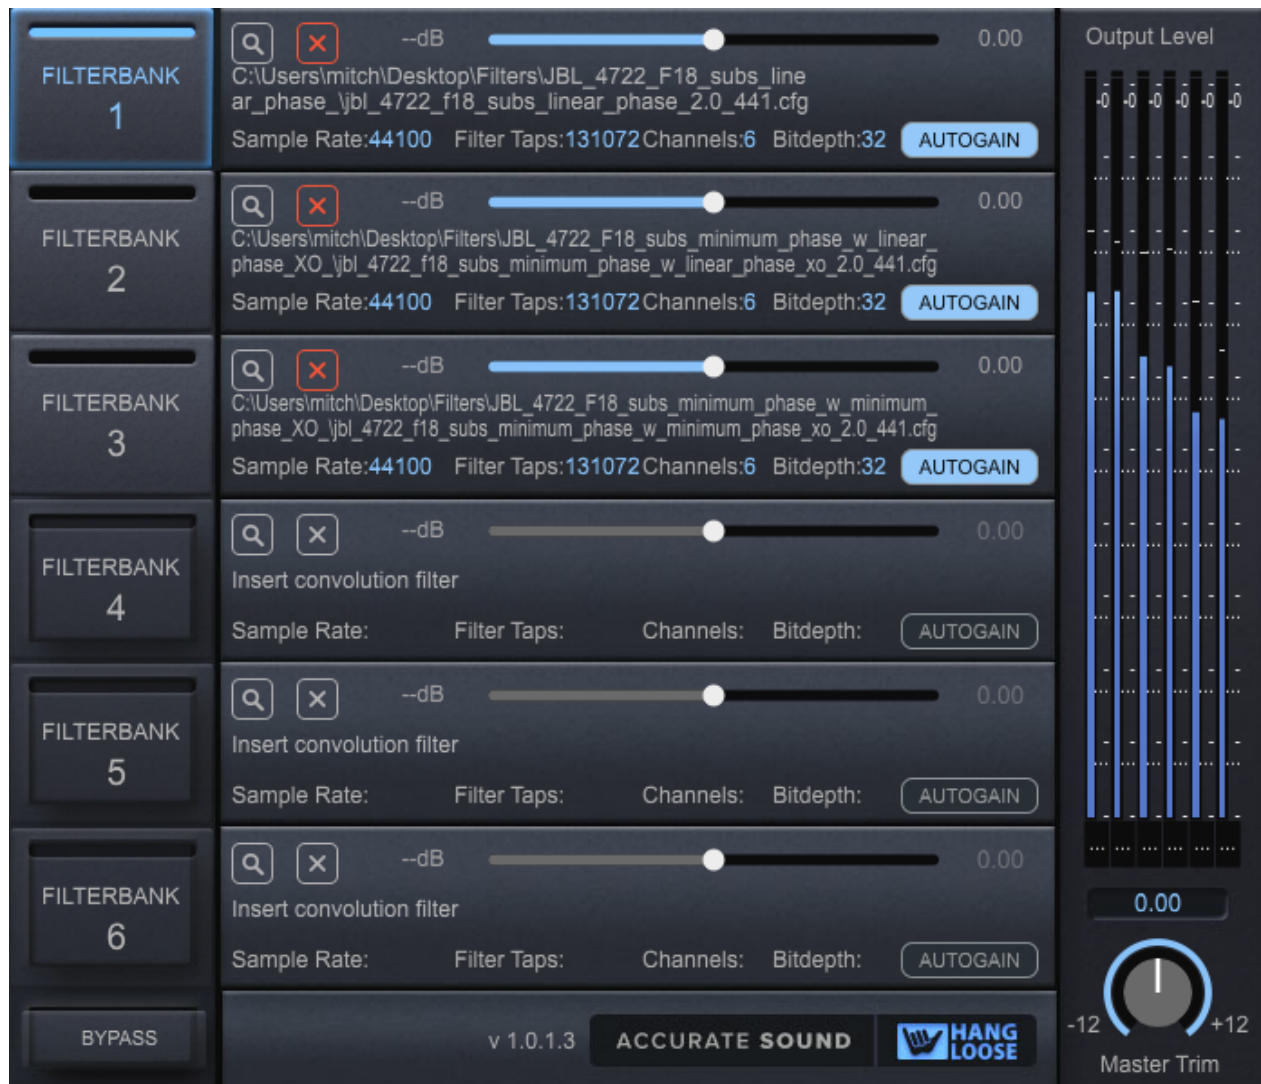 FILTERBANK
1
--dB
0.00
C:\Users\mitch\Desktop\Filters\JBL_4722_F18_subs_line
ar_phase_\jbl_4722_f18_subs_linear_phase_2.0_441.cfg
Sample Rate:44100 Filter Taps:131072 Channels:6 Bitdepth:32 AUTOGAIN
FILTERBANK
2
--dB
0.00
C:\Users\mitch\Desktop\Filters\JBL_4722_F18_subs_minimum_phase_w_linear_
phase_XO_\jbl_4722_f18_subs_minimum_phase_w_linear_phase_xo_2.0_441.cfg
Sample Rate:44100 Filter Taps:131072 Channels:6 Bitdepth:32 AUTOGAIN
FILTERBANK
3
--dB
0.00
C:\Users\mitch\Desktop\Filters\JBL_4722_F18_subs_minimum_phase_w_minimum_
phase_XO_\jbl_4722_f18_subs_minimum_phase_w_minimum_phase_xo_2.0_441.cfg
Sample Rate:44100 Filter Taps:131072 Channels:6 Bitdepth:32 AUTOGAIN
FILTERBANK
4
--dB
0.00
Insert convolution filter
Sample Rate: Filter Taps: Channels: Bitdepth: AUTOGAIN
FILTERBANK
5
--dB
0.00
Insert convolution filter
Sample Rate: Filter Taps: Channels: Bitdepth: AUTOGAIN
FILTERBANK
6
--dB
0.00
Insert convolution filter
Sample Rate: Filter Taps: Channels: Bitdepth: AUTOGAIN
BYPASS
v 1.0.1.3
ACCURATE SOUND
HANG
LOOSE
Output Level
-0 -0 -0 -0 -0 -0
... ... ... ... ... ...
0.00
-12 +12
Master Trim